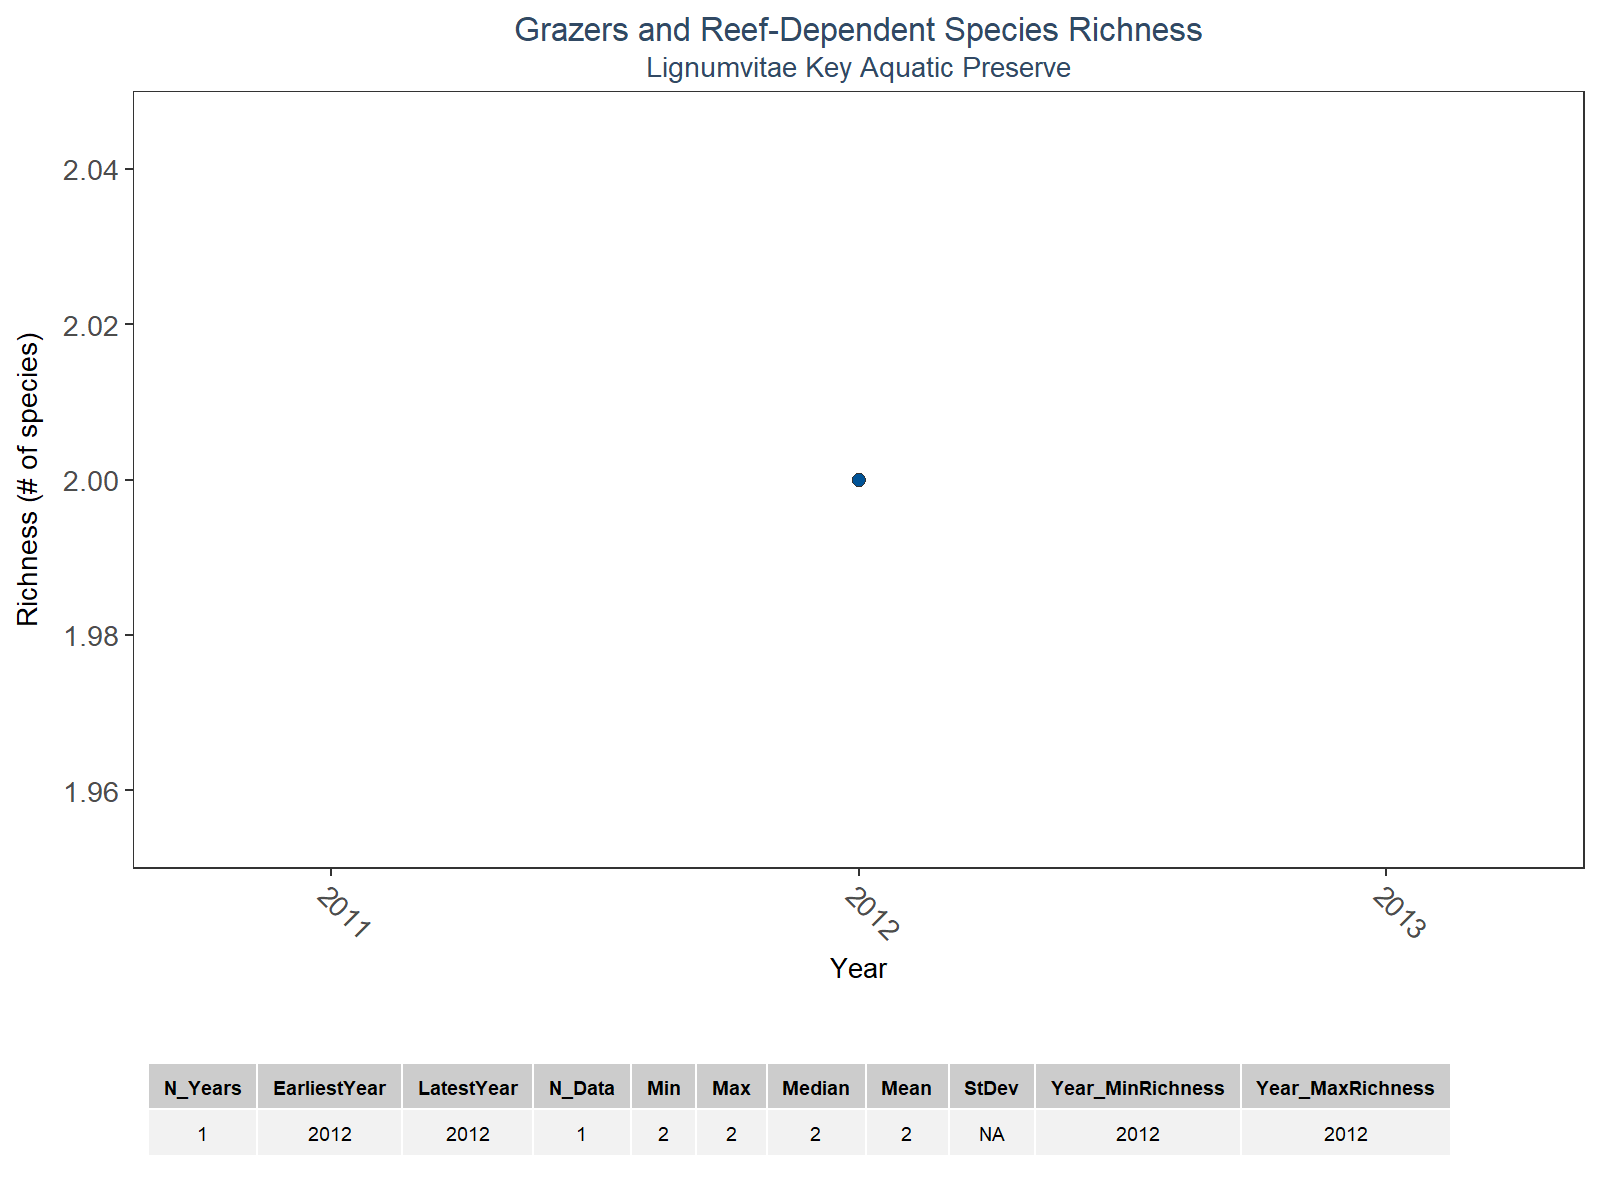 Grazers and Reef-Dependent Species Richness
Lignumvitae Key Aquatic Preserve
Richness (# of species)
2.04
2.02
2.00
1.98
1.96
2011 2012 2013
Year
N_Years EarliestYear LatestYear N_Data Min Max Median Mean StDev Year_MinRichness Year_MaxRichness
1 2012 2012 1 2 2 2 2 NA 2012 2012